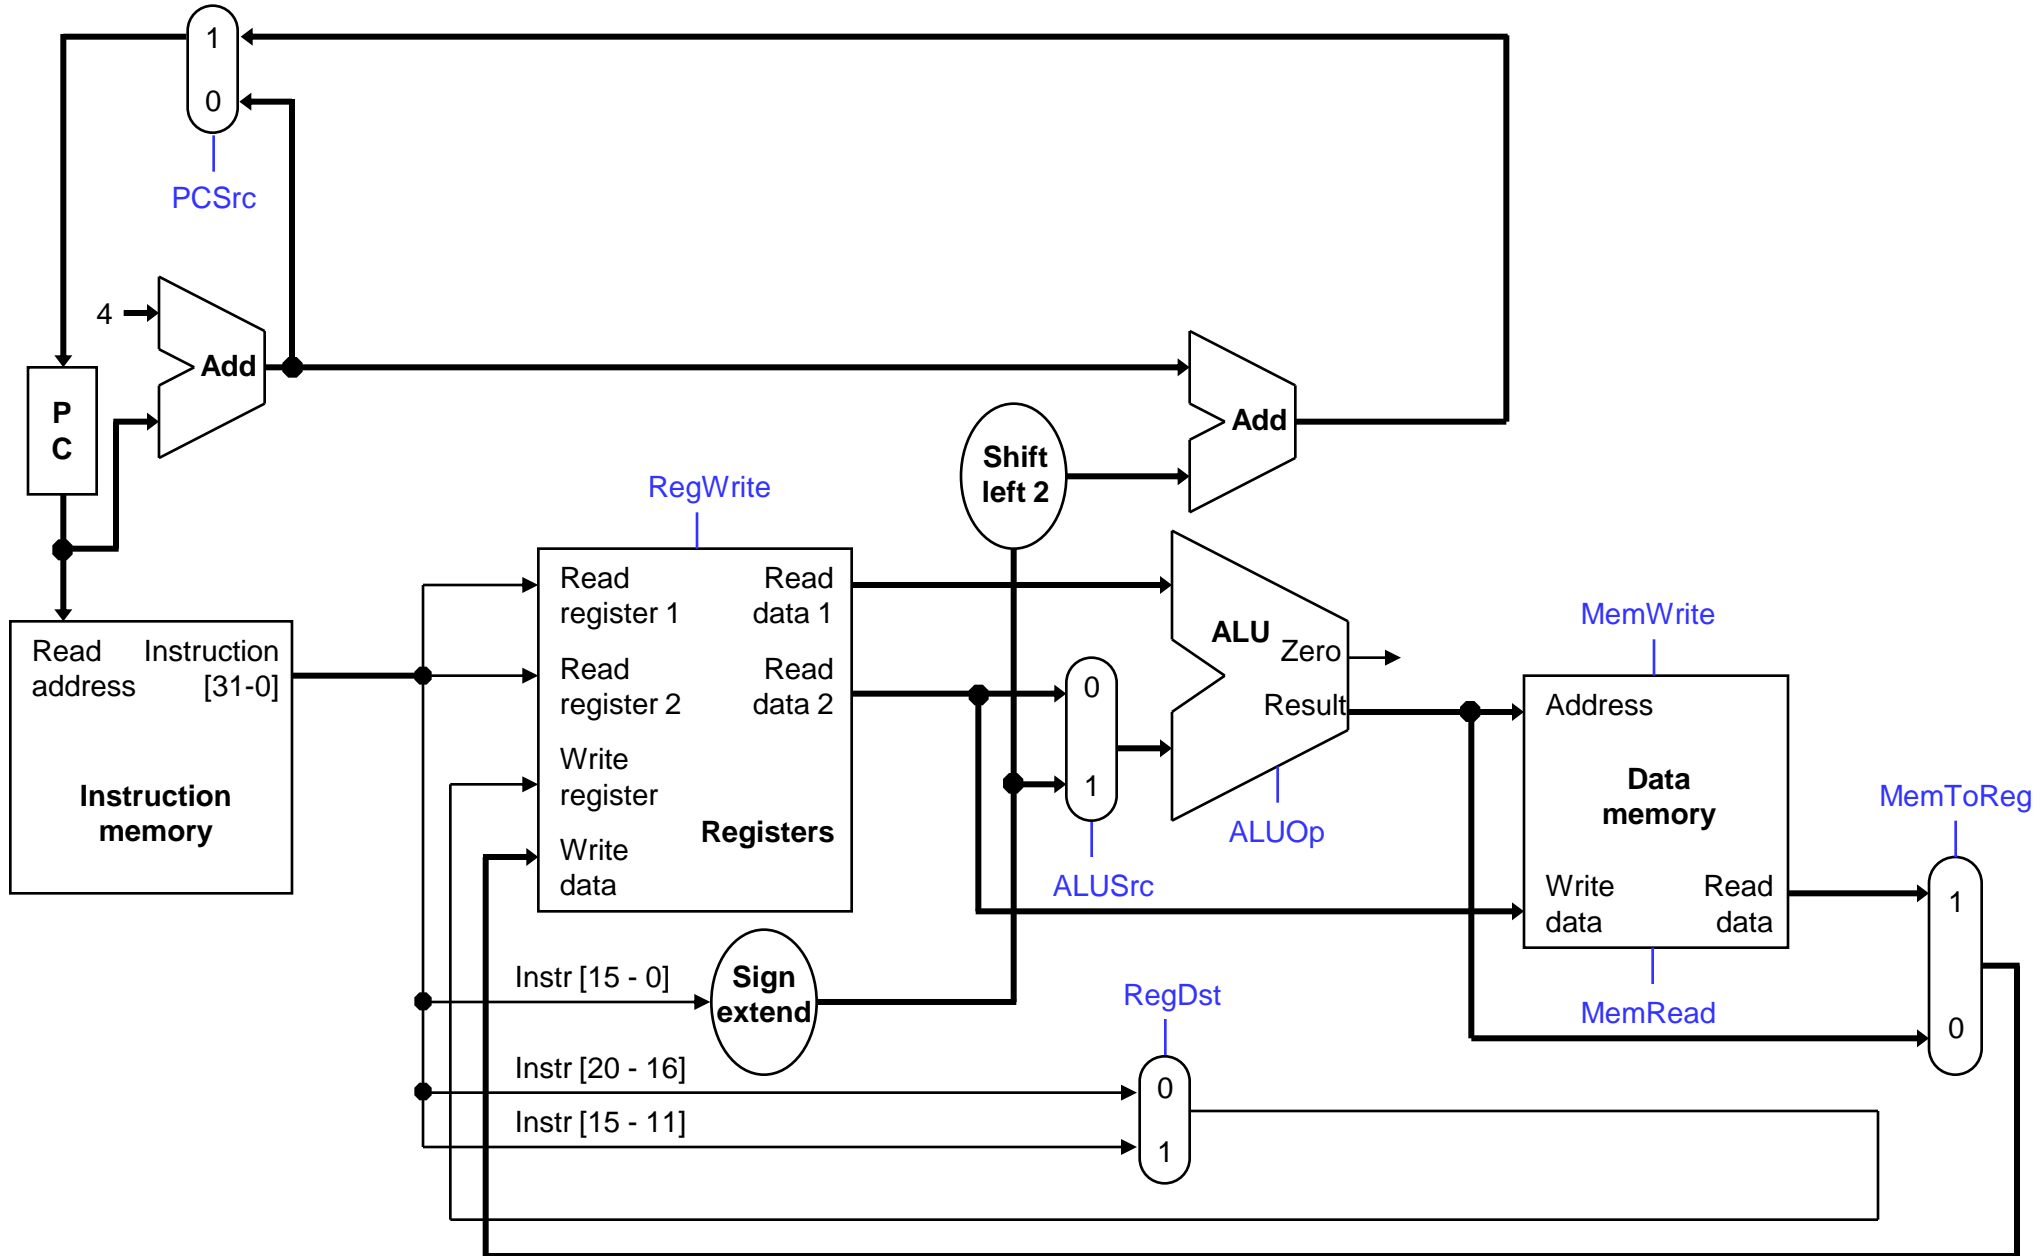 1
0
PCSrc
4
Add
P
C
Add
Shift
left 2
RegWrite
Read
register 1
Read
data 1
Read
register 2
Read
data 2
Write
register
Write
data
Registers
Read
address
Instruction
[31-0]
Instruction
memory
0
1
ALUSrc
ALU
Zero
Result
ALUOp
MemWrite
Address
Data
memory
Write
data
Read
data
MemRead
MemToReg
1
0
Instr [15 - 0]
Sign
extend
RegDst
Instr [20 - 16]
0
Instr [15 - 11]
1